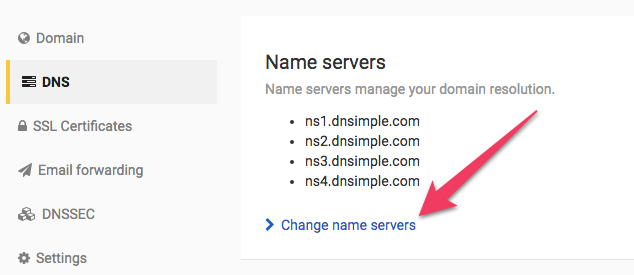 Domain
DNS
SSL Certificates
Email forwarding
DNSSEC
Settings
Name servers
Name servers manage your domain resolution.
ns1.dnsimple.com
ns2.dnsimple.com
ns3.dnsimple.com
ns4.dnsimple.com
Change name servers